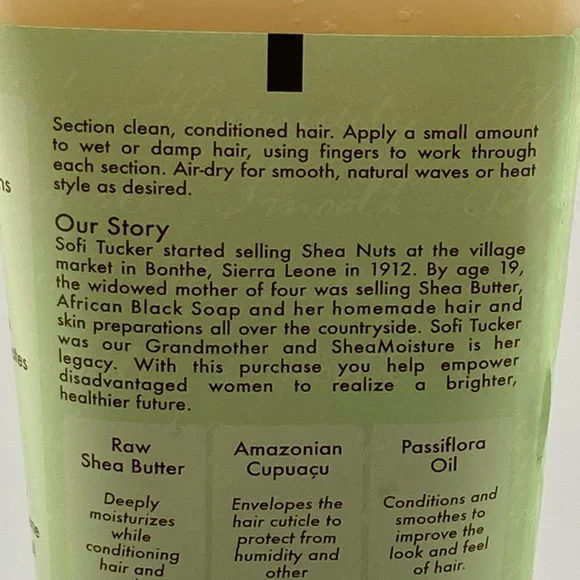 Section clean, conditioned hair. Apply a small amount
to wet or damp hair, using fingers to work through
each section. Air-dry for smooth, natural waves or heat
style as desired.
Our Story
Sofi Tucker started selling Shea Nuts at the village
market in Bonthe, Sierra Leone in 1912. By age 19,
the widowed mother of four was selling Shea Butter,
African Black Soap and her homemade hair and
skin preparations all over the countryside. Sofi Tucker
was our Grandmother and SheaMoisture is her
legacy. With this purchase you help empower
disadvantaged women to realize a brighter,
healthier future.
Raw
Shea Butter
Deeply
moisturizes
while
conditioning
hair and
Amazonian
Cupuaçu
Envelopes the
hair cuticle to
protect from
humidity and
other
Passiflora
Oil
Conditions and
smoothes to
improve the
look and feel
of hair.